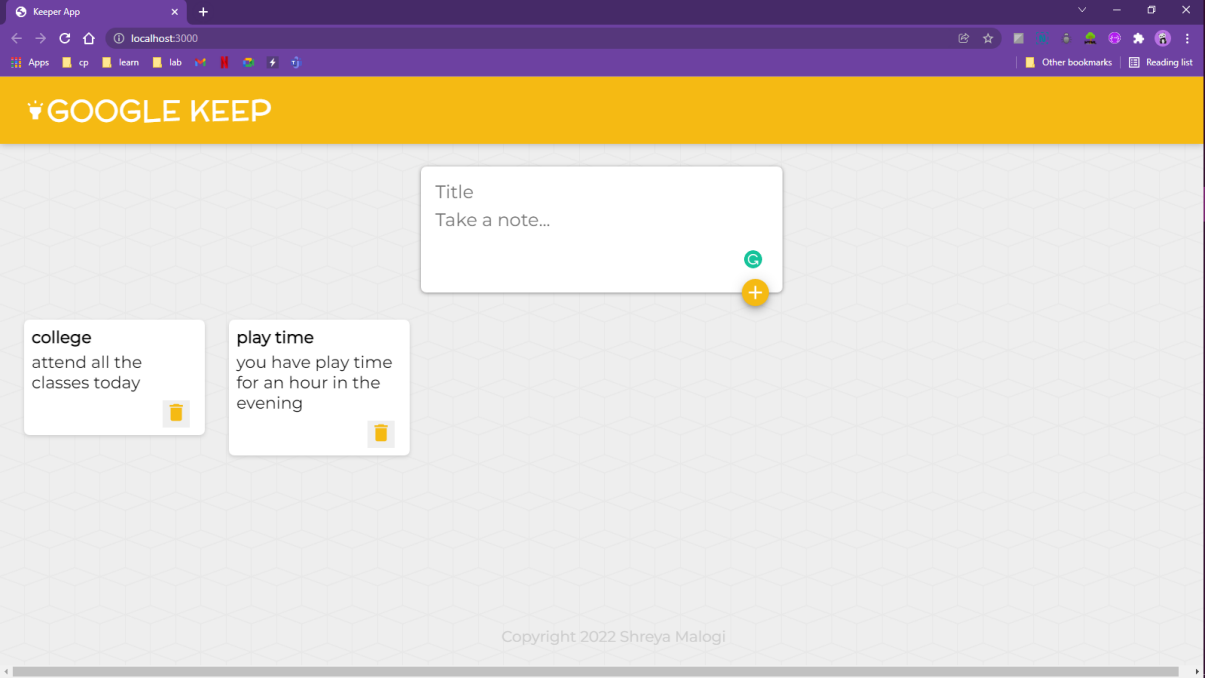 Keeper App
localhost:3000
Apps cp learn lab Other bookmarks Reading list
GOOGLE KEEP
Title
Take a note...
college
attend all the
classes today
play time
you have play time
for an hour in the
evening
Copyright 2022 Shreya Malogi